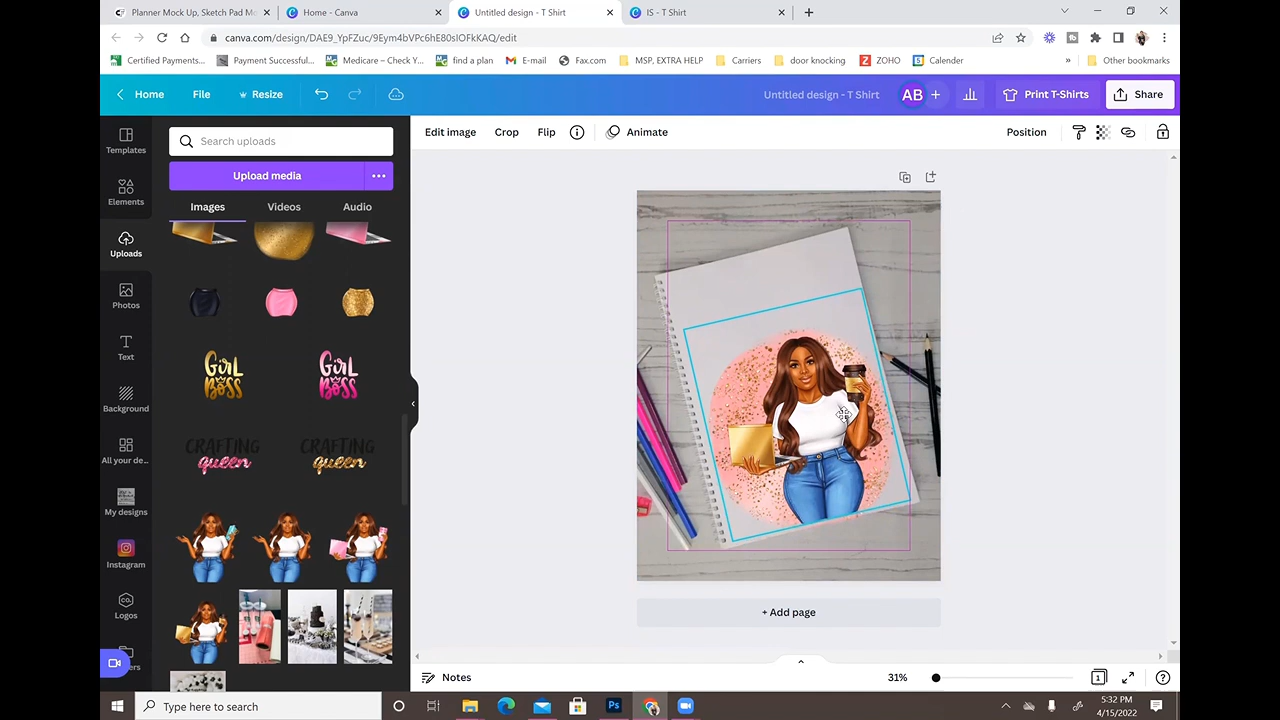 Planner Mock Up, Sketch Pad Mo
Home - Canva
Untitled design - T Shirt
IS - T Shirt
canva.com/design/DAE9_YpFZuc/9Eym4bVPc6hE80sIOFkKAQ/edit
Certified Payments...
Payment Successful...
Medicare – Check Y...
find a plan
E-mail
Fax.com
MSP, EXTRA HELP
Carriers
door knocking
ZOHO
Calender
»
Other bookmarks
Home
File
Resize
Untitled design - T Shirt
AB
+
Print T-Shirts
Share
Edit image
Crop
Flip
Animate
Position
Templates
Elements
Uploads
Photos
Text
Background
All your de...
My designs
Instagram
Logos
Search uploads
Upload media
Images
Videos
Audio
GIRL
BOSS
GIRL
BOSS
CRAFTING
queen
CRAFTING
queen
+ Add page
Notes
31%
1
Type here to search
Ps
5:32 PM
4/15/2022